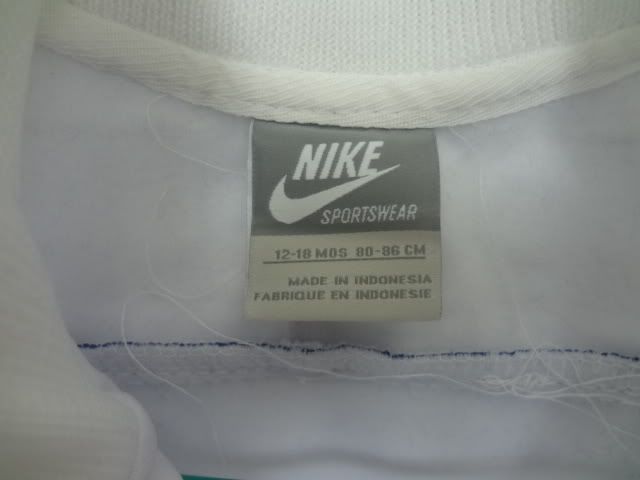 NIKE
SPORTSWEAR
12-18 MOS 80-86 CM
MADE IN INDONESIA
FABRIQUE EN INDONESIE